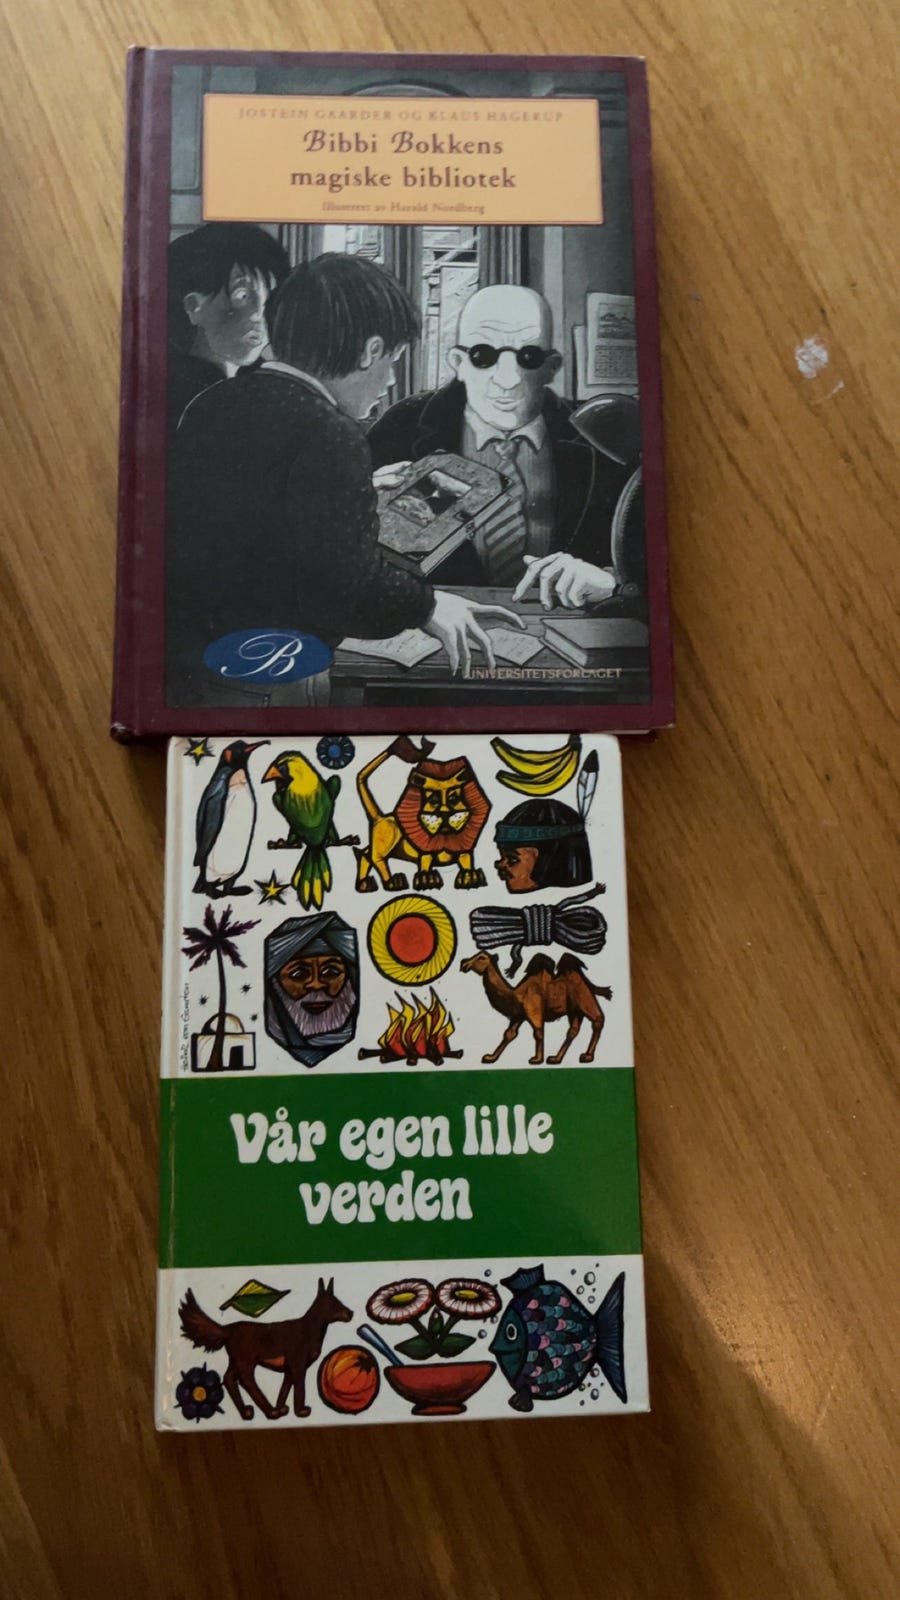 JOSTEIN GAARDER OG KLAUS HAGERUP
Bibbi Bokkens
magiske bibliotek
Illustrert av Harald Nordberg
B
UNIVERSITETSFORLAGET
Vår egen lille
verden